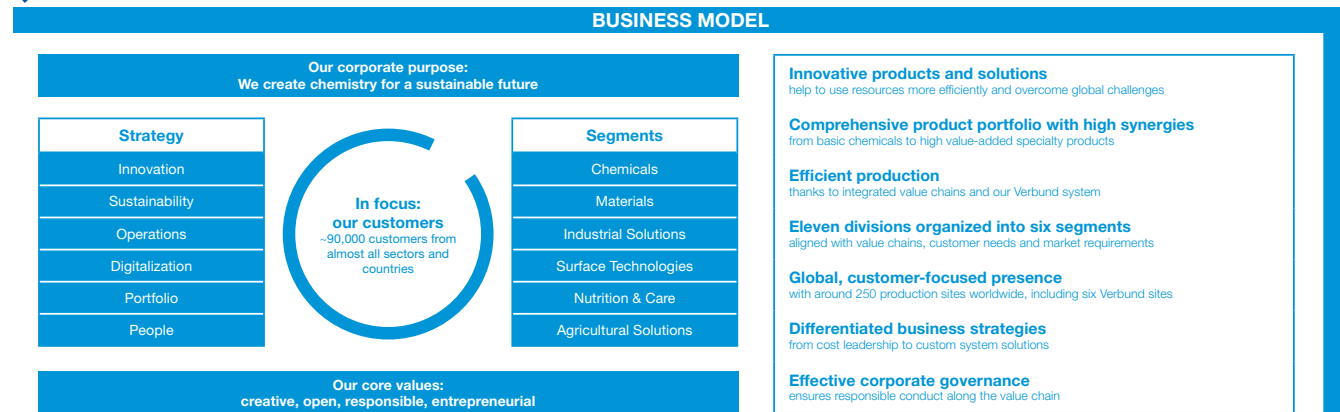 BUSINESS MODEL
Our corporate purpose:
We create chemistry for a sustainable future
Strategy
Innovation
Sustainability
Operations
Digitalization
Portfolio
People
In focus:
our customers
~90,000 customers from
almost all sectors and
countries
Segments
Chemicals
Materials
Industrial Solutions
Surface Technologies
Nutrition & Care
Agricultural Solutions
Our core values:
creative, open, responsible, entrepreneurial
Innovative products and solutions
help to use resources more efficiently and overcome global challenges
Comprehensive product portfolio with high synergies
from basic chemicals to high value-added specialty products
Efficient production
thanks to integrated value chains and our Verbund system
Eleven divisions organized into six segments
aligned with value chains, customer needs and market requirements
Global, customer-focused presence
with around 250 production sites worldwide, including six Verbund sites
Differentiated business strategies
from cost leadership to custom system solutions
Effective corporate governance
ensures responsible conduct along the value chain